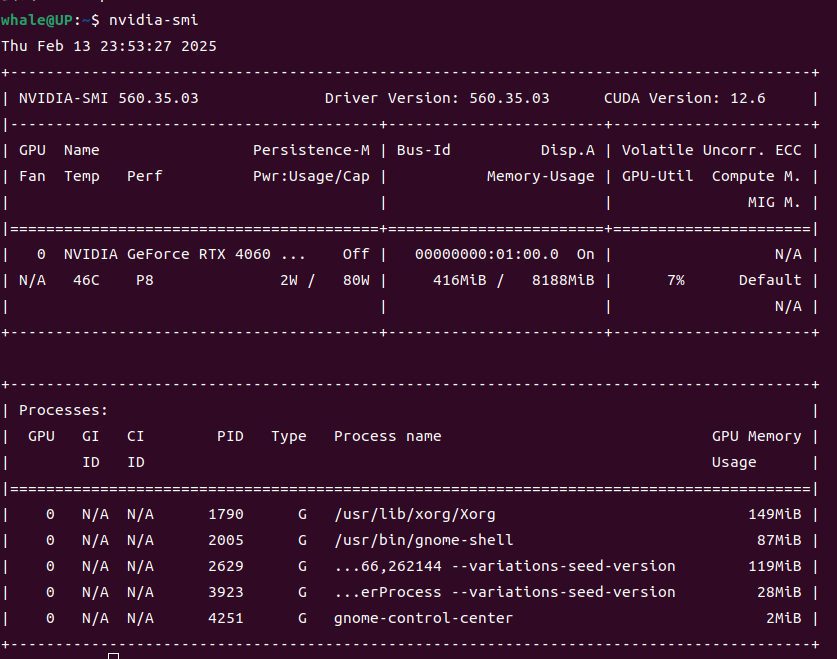 whale@UP:~$ nvidia-smi
Thu Feb 13 23:53:27 2025
+-----------------------------------------------------------------------------------------+
| NVIDIA-SMI 560.35.03              Driver Version: 560.35.03      CUDA Version: 12.6     |
|-----------------------------------------+------------------------+----------------------+
| GPU  Name                 Persistence-M | Bus-Id          Disp.A | Volatile Uncorr. ECC |
| Fan  Temp   Perf          Pwr:Usage/Cap |           Memory-Usage | GPU-Util  Compute M. |
|                                         |                        |               MIG M. |
|=========================================+========================+======================|
|   0  NVIDIA GeForce RTX 4060 ...    Off |   00000000:01:00.0  On |                  N/A |
| N/A   46C    P8              2W /   80W |     416MiB /   8188MiB |      7%      Default |
|                                         |                        |                  N/A |
+-----------------------------------------+------------------------+----------------------+

+-----------------------------------------------------------------------------------------+
| Processes:                                                                              |
|  GPU   GI   CI        PID   Type   Process name                              GPU Memory |
|        ID   ID                                                               Usage      |
|=========================================================================================|
|    0   N/A  N/A      1790      G   /usr/lib/xorg/Xorg                            149MiB |
|    0   N/A  N/A      2005      G   /usr/bin/gnome-shell                           87MiB |
|    0   N/A  N/A      2629      G   ...66,262144 --variations-seed-version        119MiB |
|    0   N/A  N/A      3923      G   ...erProcess --variations-seed-version         28MiB |
|    0   N/A  N/A      4251      G   gnome-control-center                            2MiB |
+-----------------------------------------------------------------------------------------+